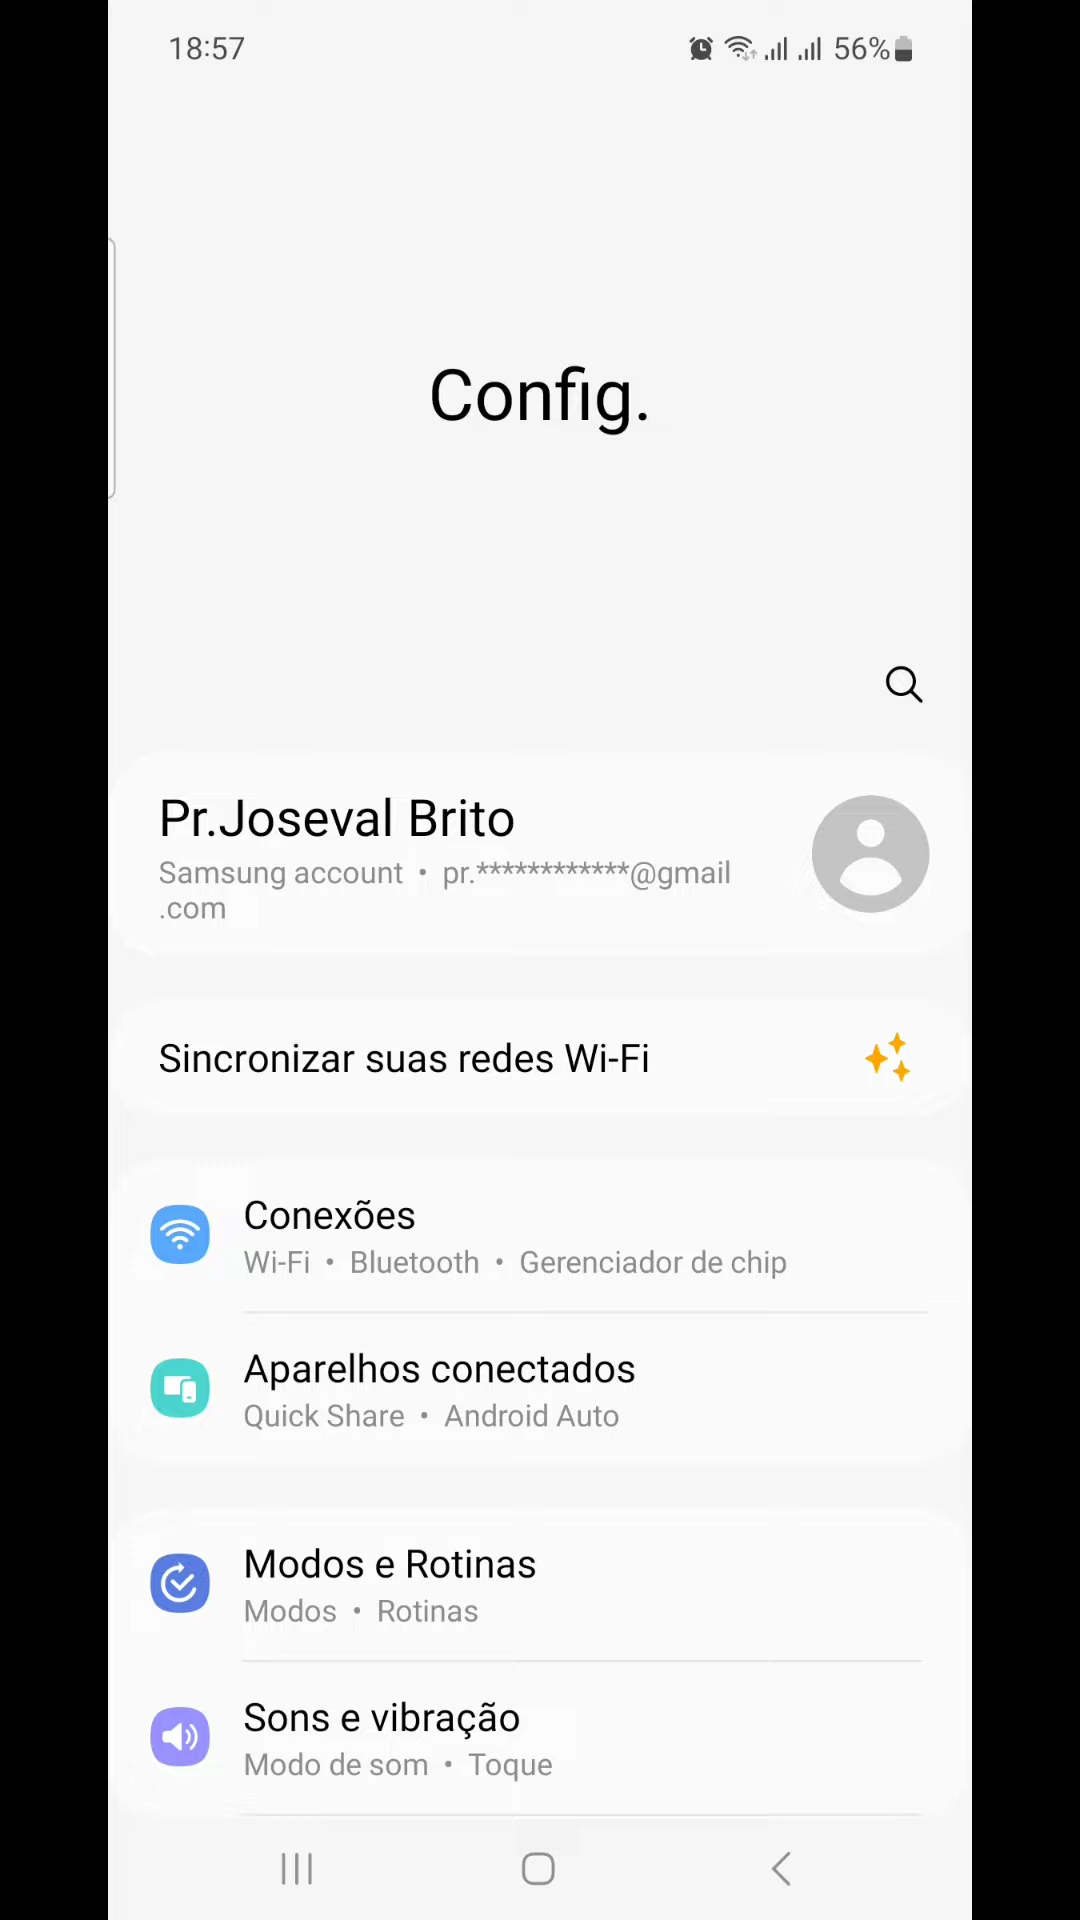 18:57
56%
Config.
Pr.Joseval Brito
Samsung account • pr.************@gmail
.com
Sincronizar suas redes Wi-Fi
Conexões
Wi-Fi • Bluetooth • Gerenciador de chip
Aparelhos conectados
Quick Share • Android Auto
Modos e Rotinas
Modos • Rotinas
Sons e vibração
Modo de som • Toque